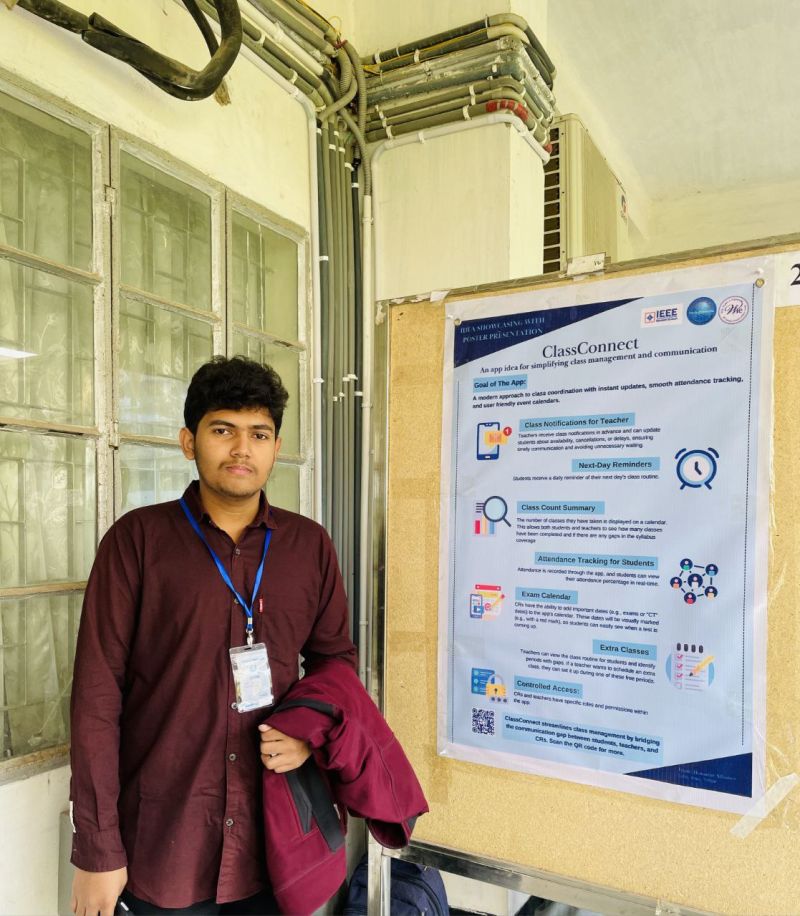 IDEA SHOWCASING WITH
POSTER PRESENTATION
IEEE
ClassConnect
An app idea for simplifying class management and communication
Goal of The App:
A modern approach to class coordination with instant updates, smooth attendance tracking,
and user friendly event calendars.
Class Notifications for Teacher
Teachers receive class notifications in advance and can update
students about availability, cancellations, or delays, ensuring
timely communication and avoiding unnecessary waiting.
Next-Day Reminders
Students receive a daily reminder of their next day's class routine.
Class Count Summary
The number of classes they have taken is displayed on a calendar.
This allows both students and teachers to see how many classes
have been completed and if there are any gaps in the syllabus
coverage
Attendance Tracking for Students
Attendance is recorded through the app, and students can view
their attendance percentage in real-time.
Exam Calendar
CRs have the ability to add important dates (e.g., exams or "CT"
dates) to the app's calendar. These dates will be visually marked
(e.g., with a red mark), so students can easily see when a test is
coming up.
Extra Classes
Teachers can view the class routine for students and identify
periods with gaps. If a teacher wants to schedule an extra
class, they can set it up during one of these free periods.
Controlled Access:
CRs and teachers have specific roles and permissions within
the app.
ClassConnect streamlines class management by bridging
the communication gap between students, teachers, and
CRs. Scan the QR code for more.
2